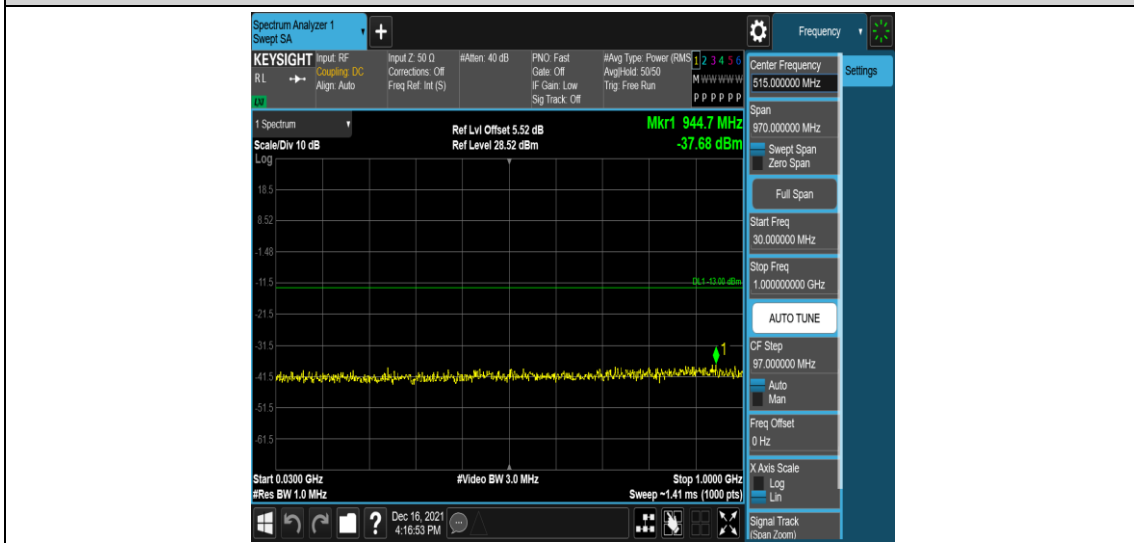 Spectrum Analyzer 1
Swept SA
+
Frequency
KEYSIGHT
RL
LXI
Input: RF
Coupling: DC
Align: Auto
Input Z: 50 Ω
Corrections: Off
Freq Ref: Int (S)
#Atten: 40 dB
PNO: Fast
Gate: Off
IF Gain: Low
Sig Track: Off
#Avg Type: Power (RMS
Avg|Hold: 50/50
Trig: Free Run
1 2 3 4 5 6
M W W W W W
P P P P P P
1 Spectrum
Scale/Div 10 dB
Log
Ref Lvl Offset 5.52 dB
Ref Level 28.52 dBm
Mkr1 944.7 MHz
-37.68 dBm
18.5
8.52
-1.48
-11.5
DL1 -13.00 dBm
-21.5
-31.5
1
-41.5
-51.5
-61.5
Start 0.0300 GHz
#Res BW 1.0 MHz
#Video BW 3.0 MHz
Stop 1.0000 GHz
Sweep ~1.41 ms (1000 pts)
Center Frequency
515.000000 MHz
Settings
Span
970.000000 MHz
Swept Span
Zero Span
Full Span
Start Freq
30.000000 MHz
Stop Freq
1.000000000 GHz
AUTO TUNE
CF Step
97.000000 MHz
Auto
Man
Freq Offset
0 Hz
X Axis Scale
Log
Lin
Signal Track
(Span Zoom)
?
Dec 16, 2021
4:16:53 PM